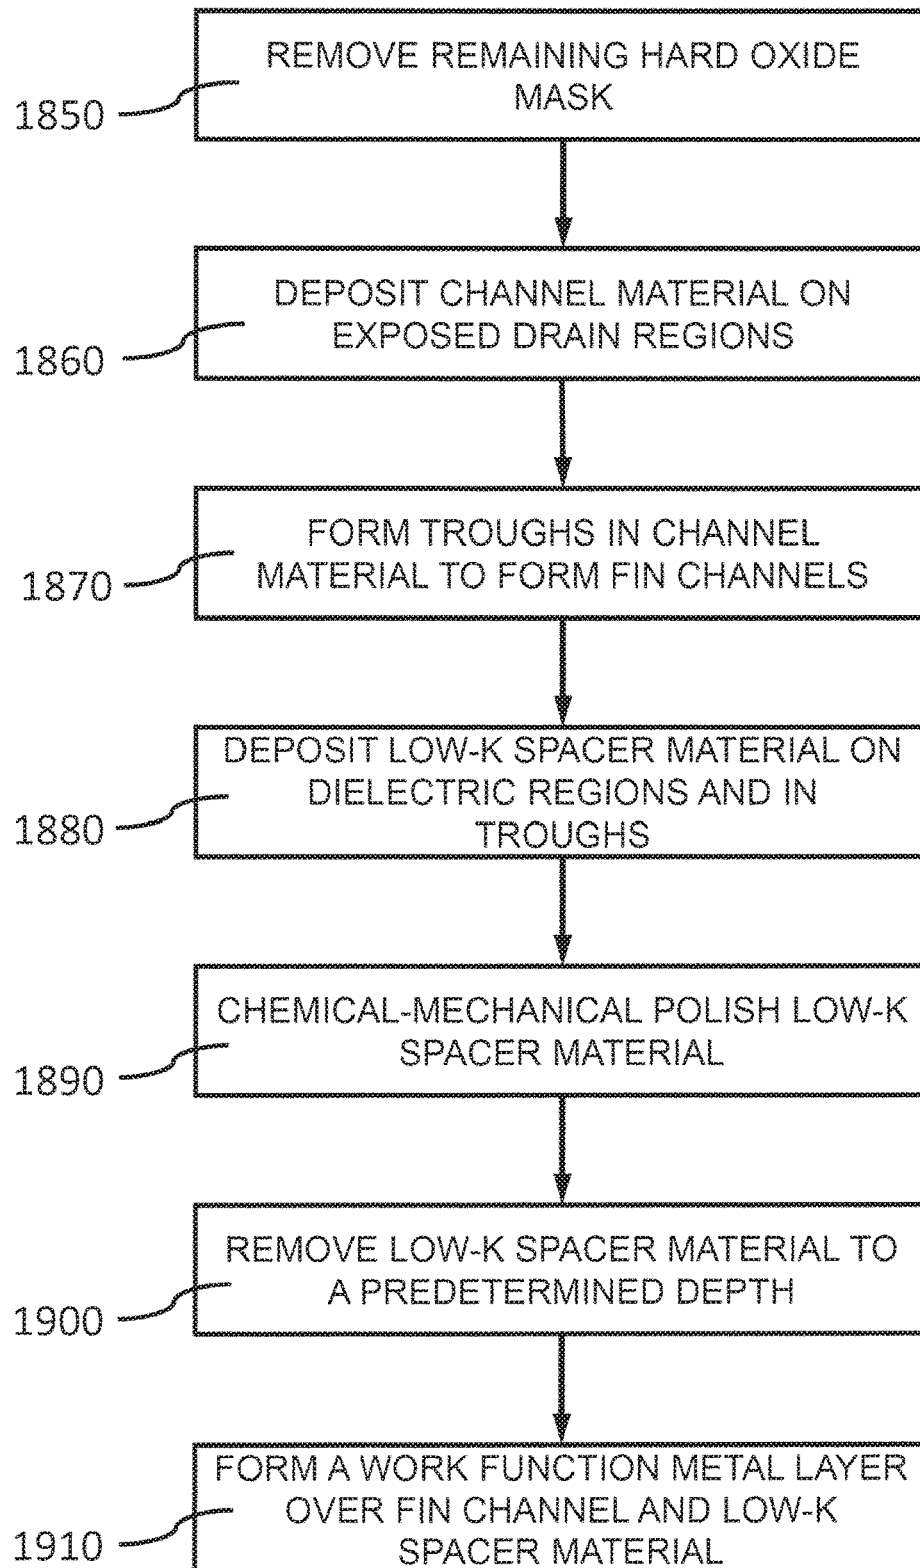 REMOVE REMAINING HARD OXIDE
MASK
1850
DEPOSIT CHANNEL MATERIAL ON
EXPOSED DRAIN REGIONS
1860
FORM TROUGHS IN CHANNEL
MATERIAL TO FORM FIN CHANNELS
1870
DEPOSIT LOW-K SPACER MATERIAL ON
DIELECTRIC REGIONS AND IN
TROUGHS
1880
CHEMICAL-MECHANICAL POLISH LOW-K
SPACER MATERIAL
1890
REMOVE LOW-K SPACER MATERIAL TO
A PREDETERMINED DEPTH
1900
FORM A WORK FUNCTION METAL LAYER
OVER FIN CHANNEL AND LOW-K
SPACER MATERIAL
1910